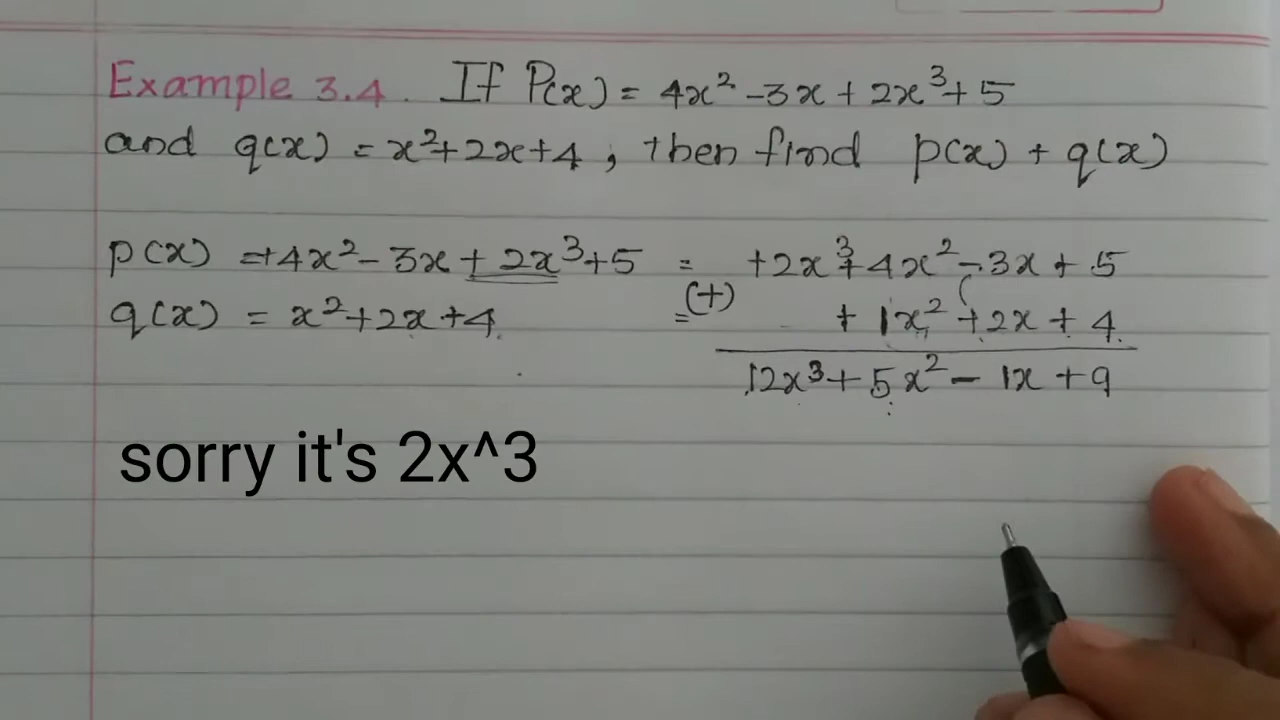 Example 3.4. If P(x) = 4x² -3x + 2x³ + 5
and q(x) = x² + 2x + 4, then find p(x) + q(x)
p(x) = +4x² - 3x + 2x³ + 5 = +2x³ + 4x² - 3x + 5
q(x) = x² + 2x + 4 (+) = + 1x² + 2x + 4
12x³ + 5x² - 1x + 9
sorry it's 2x^3